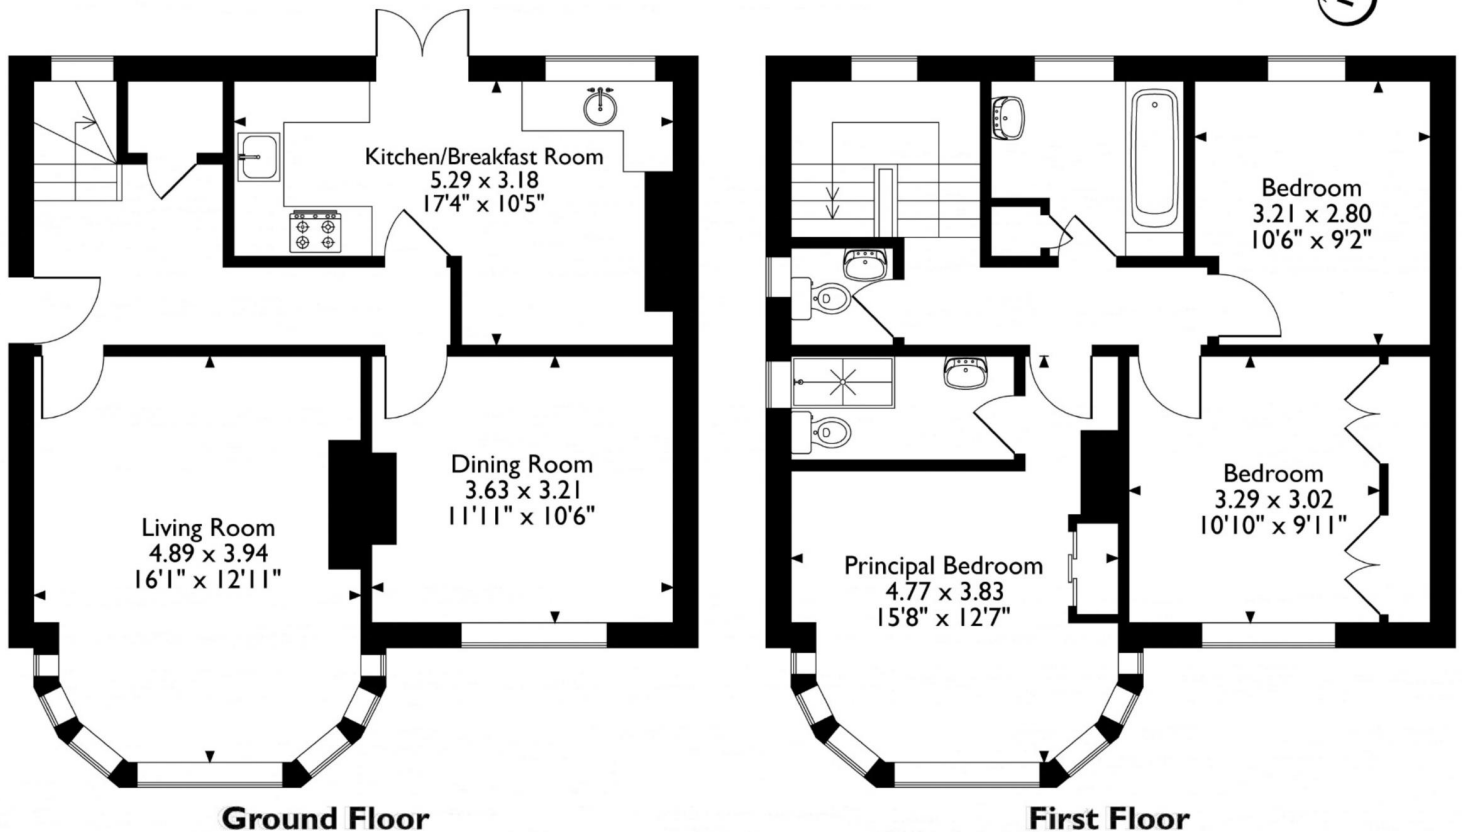 Kitchen/Breakfast Room
5.29 x 3.18
17'4" x 10'5"
Living Room
4.89 x 3.94
16'1" x 12'11"
Dining Room
3.63 x 3.21
11'11" x 10'6"
Ground Floor
Bedroom
3.21 x 2.80
10'6" x 9'2"
Bedroom
3.29 x 3.02
10'10" x 9'11"
Principal Bedroom
4.77 x 3.83
15'8" x 12'7"
First Floor